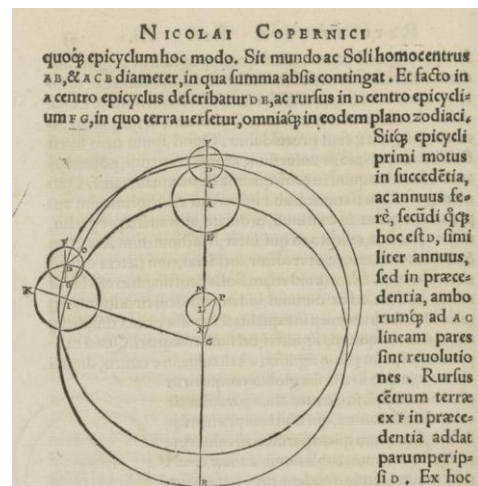 NICOLAI COPERNICI
quoq epicyclum hoc modo. Sit mundo ac Soli homocentrus
AB, & ACB diameter, in qua summa absis contingat. Et facto in
A centro epicyclus describatur DE, ac rursus in D centro epicycli⸗
um FG, in quo terra uersetur, omniaq in eodem plano zodiaci.
Sitq epicycli
primi motus
in succedētia,
ac annuus fe⸗
rè, secūdi q̄q
hoc est D, simi
liter annuus,
sed in præce⸗
dentia, ambo
rumq ad AG
lineam pares
sint reuolutio
nes. Rursus
cētrum terræ
ex F in præce⸗
dentia addat
parumper ip⸗
si D. Ex hoc
F
D
G
A
E
F
G
K
L
M
P
L
N
C
B